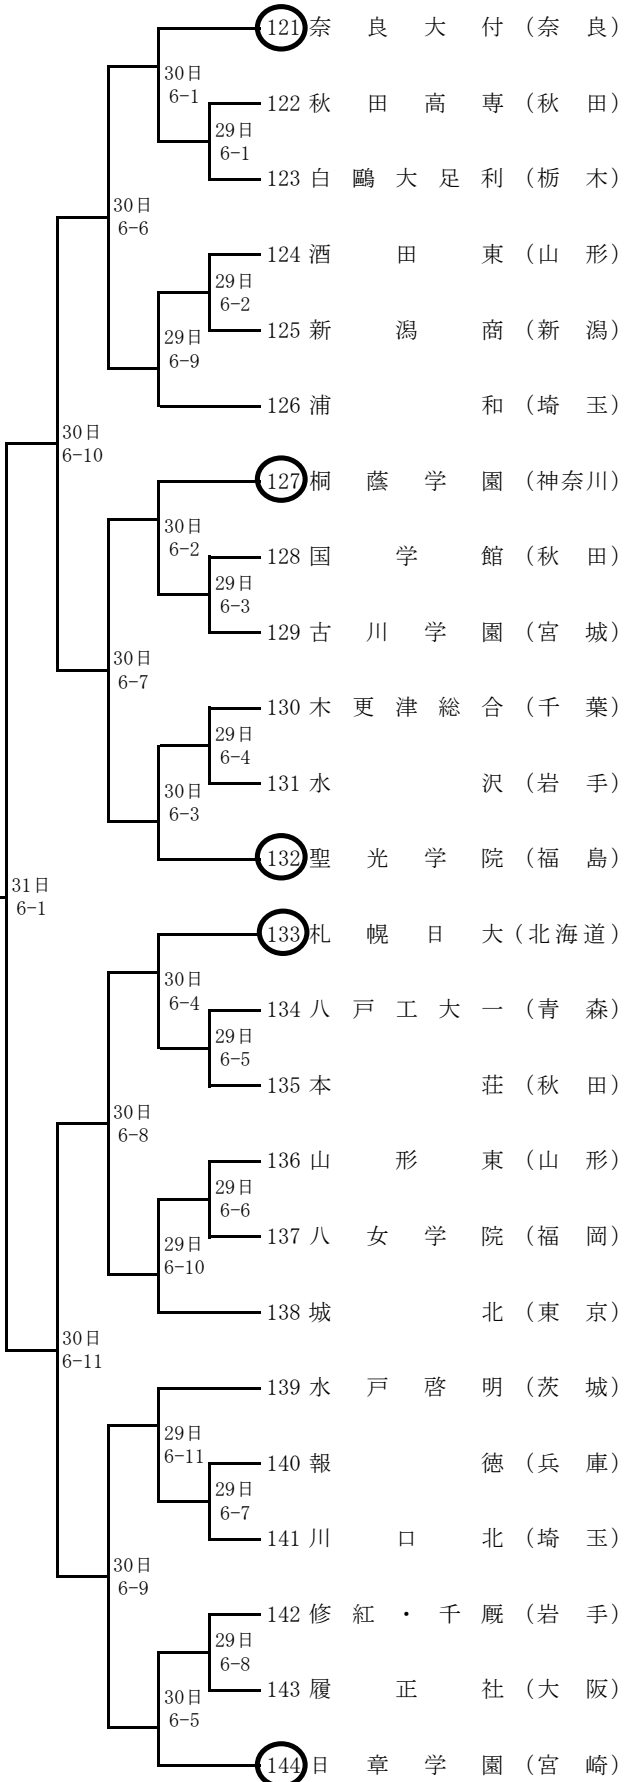 121 奈良大付（奈良）
30日
6-1
122 秋田高専（秋田）
29日
6-1
123 白鷗大足利（栃木）
30日
6-6
124 酒田東（山形）
29日
6-2
125 新潟商（新潟）
29日
6-9
126 浦和（埼玉）
30日
6-10
127 桐蔭学園（神奈川）
30日
6-2
128 国学館（秋田）
29日
6-3
129 古川学園（宮城）
30日
6-7
130 木更津総合（千葉）
29日
6-4
131 水沢（岩手）
30日
6-3
132 聖光学院（福島）
31日
6-1
133 札幌日大（北海道）
30日
6-4
134 八戸工大一（青森）
29日
6-5
135 本荘（秋田）
30日
6-8
136 山形東（山形）
29日
6-6
137 八女学院（福岡）
29日
6-10
138 城北（東京）
30日
6-11
139 水戸啓明（茨城）
29日
6-11
140 報徳（兵庫）
29日
6-7
141 川口北（埼玉）
30日
6-9
142 修紅・千厩（岩手）
29日
6-8
143 履正社（大阪）
30日
6-5
144 日章学園（宮崎）